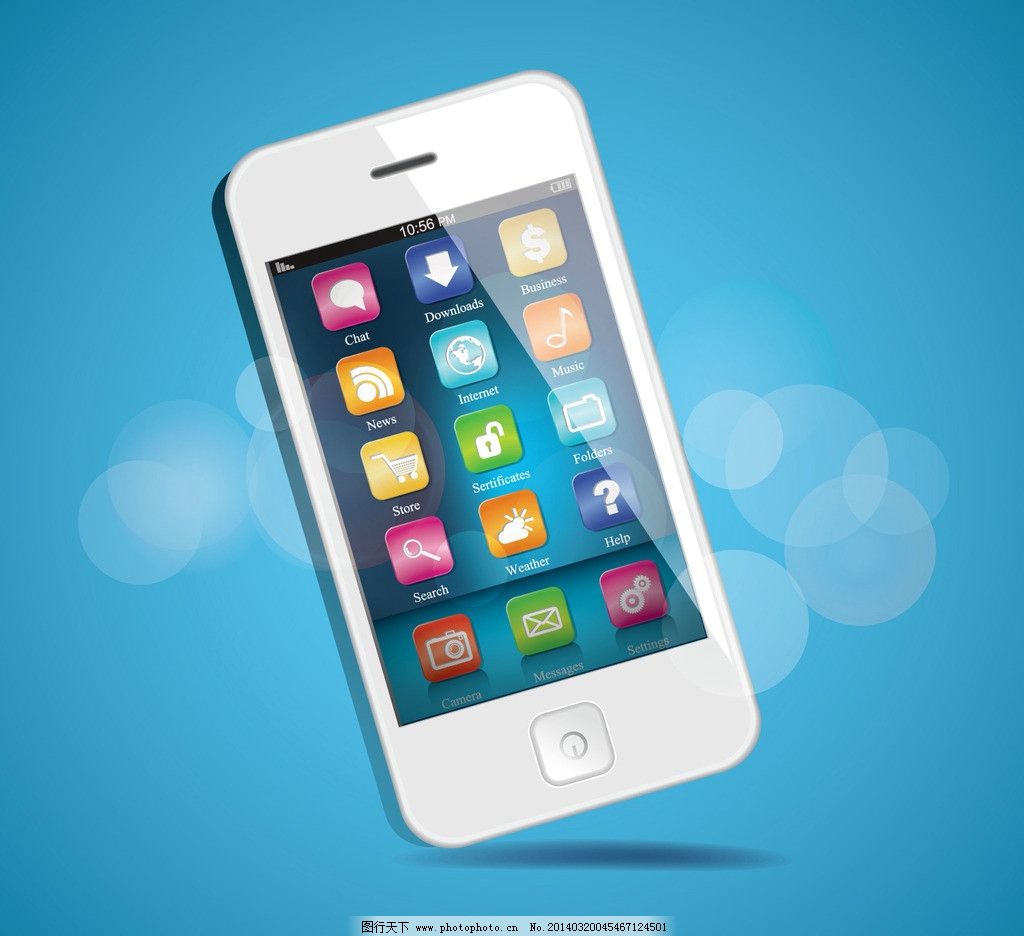 10:56 PM
Chat
Downloads
Business
News
Internet
Music
Store
Sertificates
Folders
Search
Weather
Help
Camera
Messages
Settings
图行天下 www.photophoto.cn No.20140320045467124501